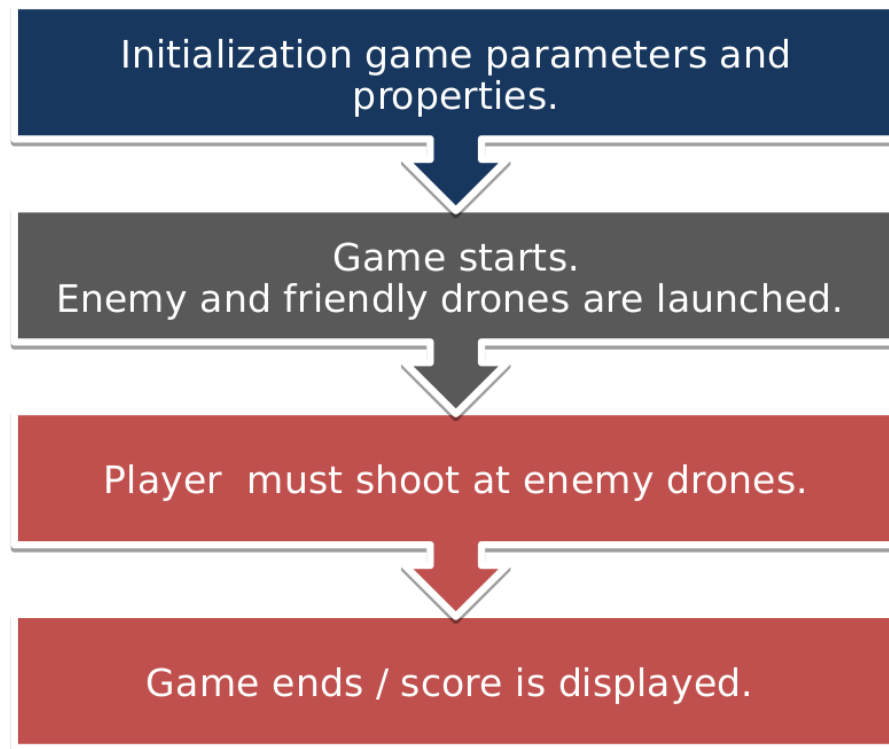 Initialization game parameters and
properties.
Game starts.
Enemy and friendly drones are launched.
Player  must shoot at enemy drones.
Game ends / score is displayed.